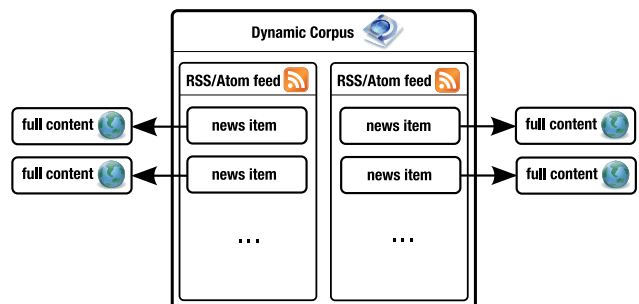 Dynamic Corpus
RSS/Atom feed
RSS/Atom feed
full content
news item
news item
full content
full content
news item
news item
full content
...
...